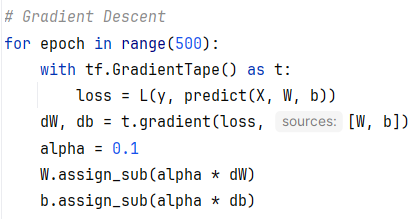 # Gradient Descent
for epoch in range(500):
    with tf.GradientTape() as t:
        loss = L(y, predict(X, W, b))
    dW, db = t.gradient(loss, sources: [W, b])
    alpha = 0.1
    W.assign_sub(alpha * dW)
    b.assign_sub(alpha * db)